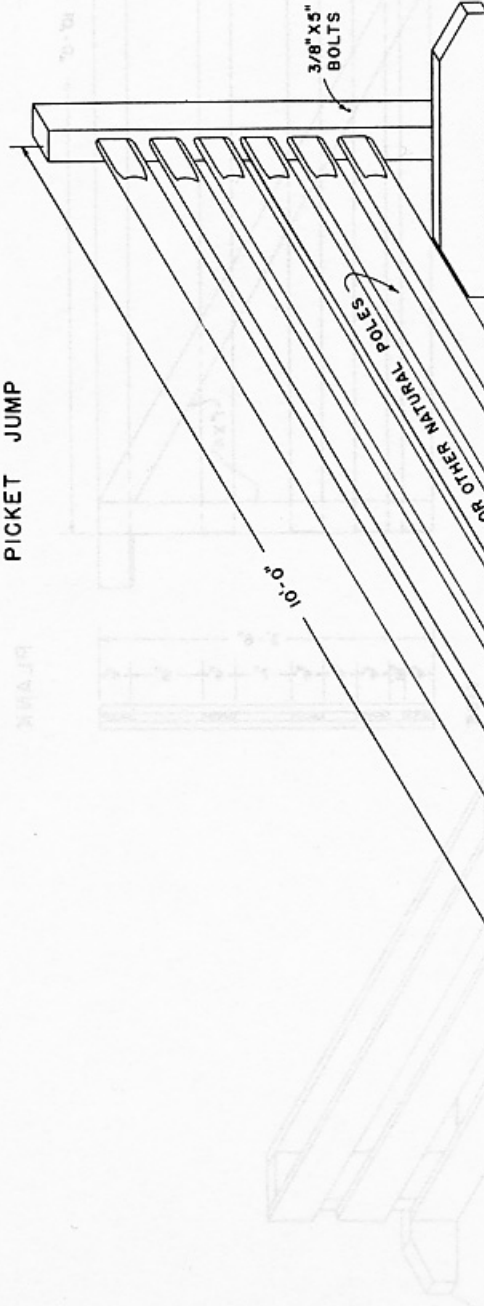 PICKET JUMP
3/8" X 5"
BOLTS
10'-0"
OR OTHER NATURAL POLES